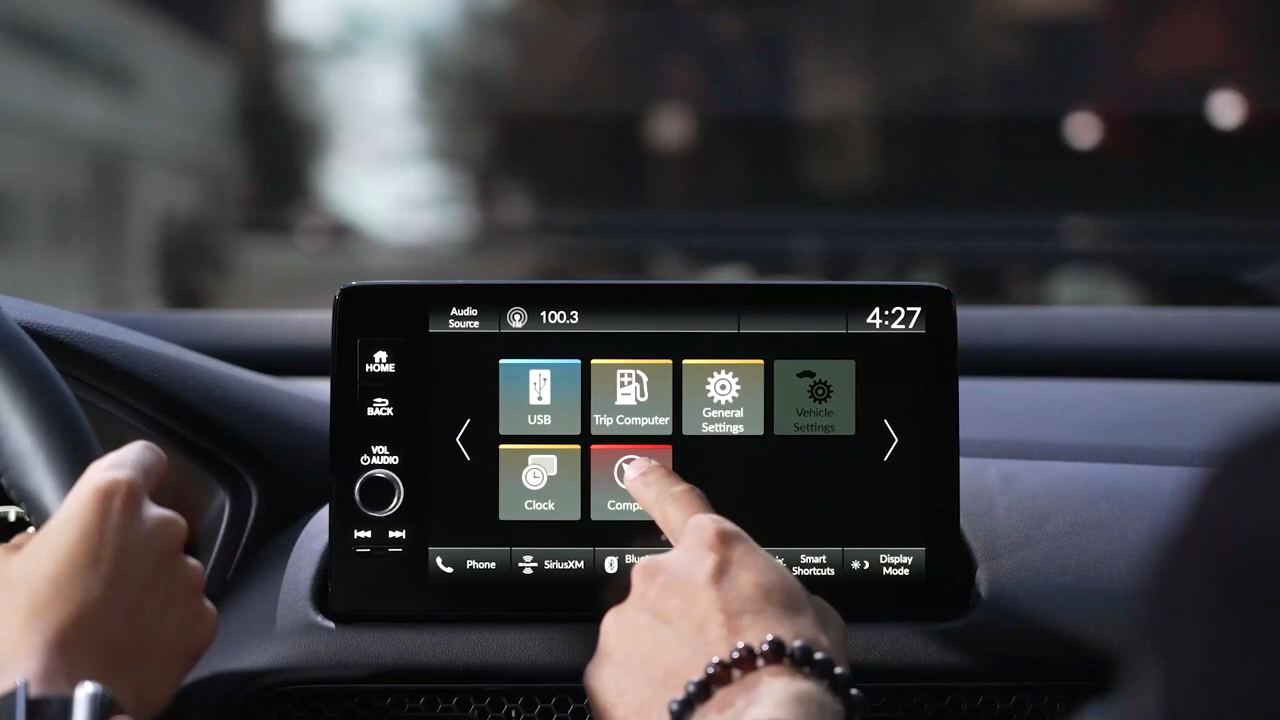 Audio
Source
100.3
4:27
HOME
BACK
VOL
AUDIO
USB
Trip Computer
General
Settings
Vehicle
Settings
Clock
Phone
SiriusXM
Smart
Shortcuts
Display
Mode